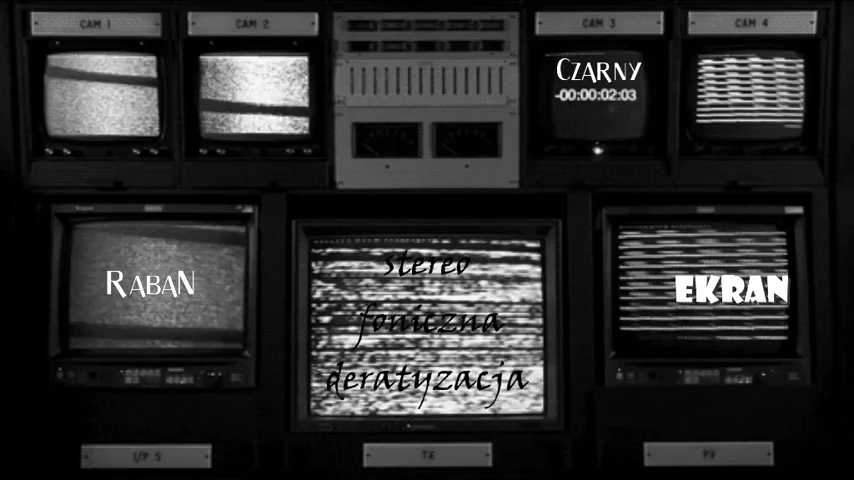 CAM 1
CAM 2
CAM 3
CAM 4
CZARNY
-00:00:02:03
RABAN
stereo
foniczna
deratyzacja
EKRAN
I/P 5
TX
PV